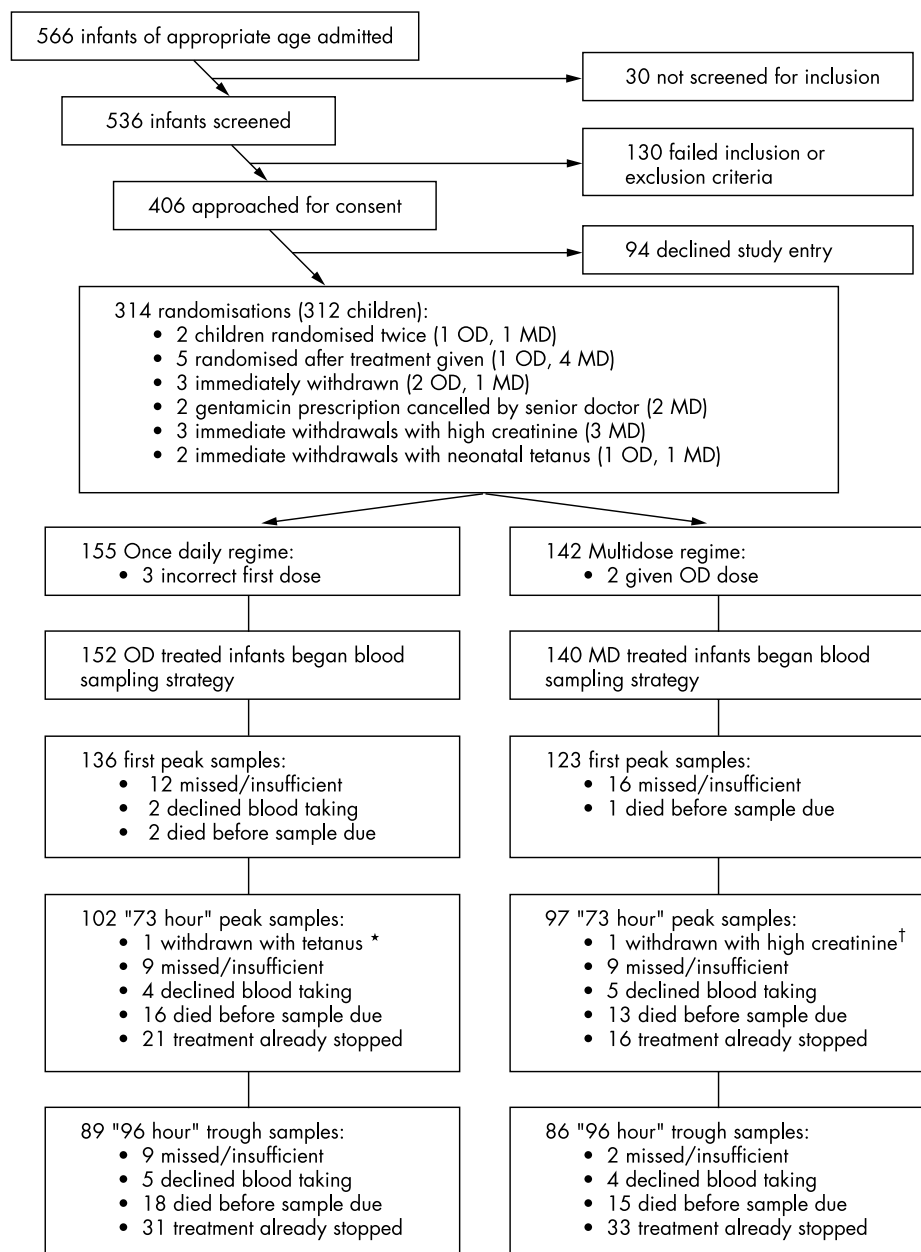 566 infants of appropriate age admitted
30 not screened for inclusion
536 infants screened
130 failed inclusion or
exclusion criteria
406 approached for consent
94 declined study entry
314 randomisations (312 children):
• 2 children randomised twice (1 OD, 1 MD)
• 5 randomised after treatment given (1 OD, 4 MD)
• 3 immediately withdrawn (2 OD, 1 MD)
• 2 gentamicin prescription cancelled by senior doctor (2 MD)
• 3 immediate withdrawals with high creatinine (3 MD)
• 2 immediate withdrawals with neonatal tetanus (1 OD, 1 MD)
155 Once daily regime:
• 3 incorrect first dose
142 Multidose regime:
• 2 given OD dose
152 OD treated infants began blood
sampling strategy
140 MD treated infants began blood
sampling strategy
136 first peak samples:
• 12 missed/insufficient
• 2 declined blood taking
• 2 died before sample due
123 first peak samples:
• 16 missed/insufficient
• 1 died before sample due
102 "73 hour" peak samples:
• 1 withdrawn with tetanus *
• 9 missed/insufficient
• 4 declined blood taking
• 16 died before sample due
• 21 treatment already stopped
97 "73 hour" peak samples:
• 1 withdrawn with high creatinine†
• 9 missed/insufficient
• 5 declined blood taking
• 13 died before sample due
• 16 treatment already stopped
89 "96 hour" trough samples:
• 9 missed/insufficient
• 5 declined blood taking
• 18 died before sample due
• 31 treatment already stopped
86 "96 hour" trough samples:
• 2 missed/insufficient
• 4 declined blood taking
• 15 died before sample due
• 33 treatment already stopped